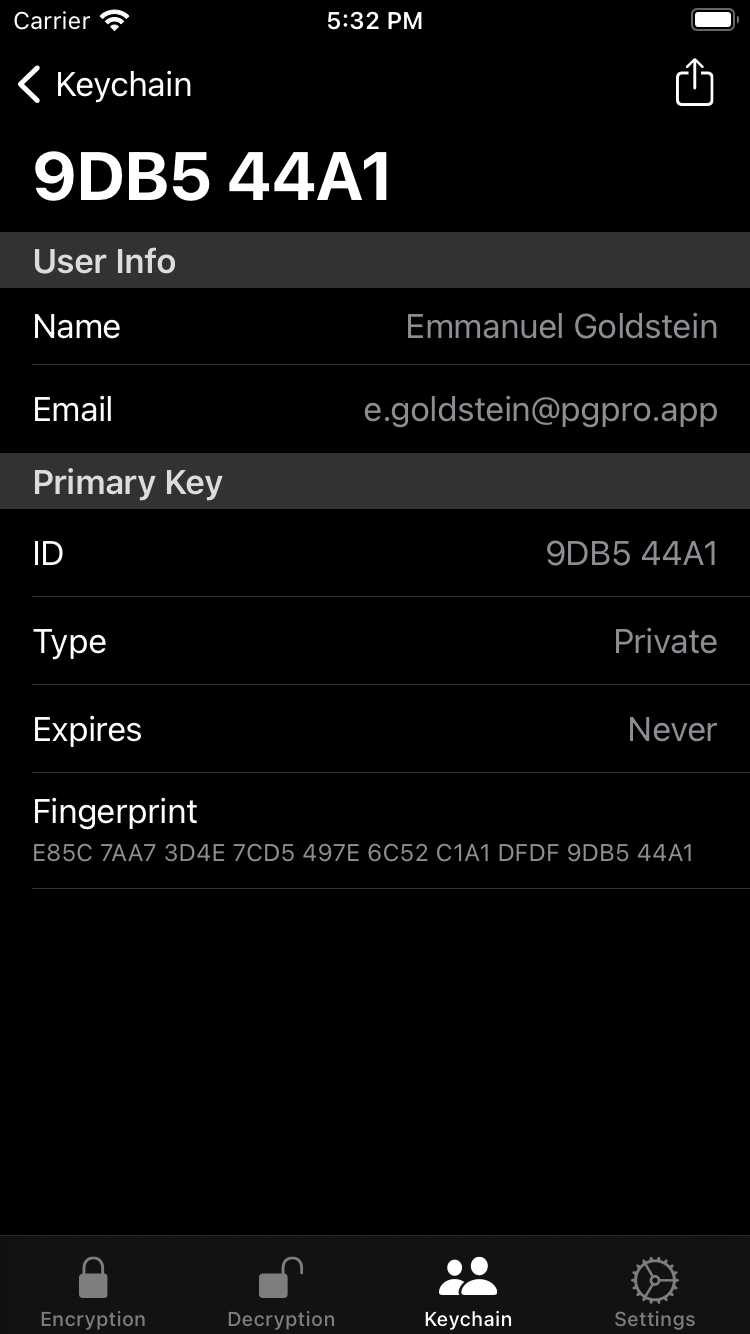 Carrier 5:32 PM
Keychain
9DB5 44A1
User Info
Name Emmanuel Goldstein
Email e.goldstein@pgpro.app
Primary Key
ID 9DB5 44A1
Type Private
Expires Never
Fingerprint
E85C 7AA7 3D4E 7CD5 497E 6C52 C1A1 DFDF 9DB5 44A1
Encryption Decryption Keychain Settings